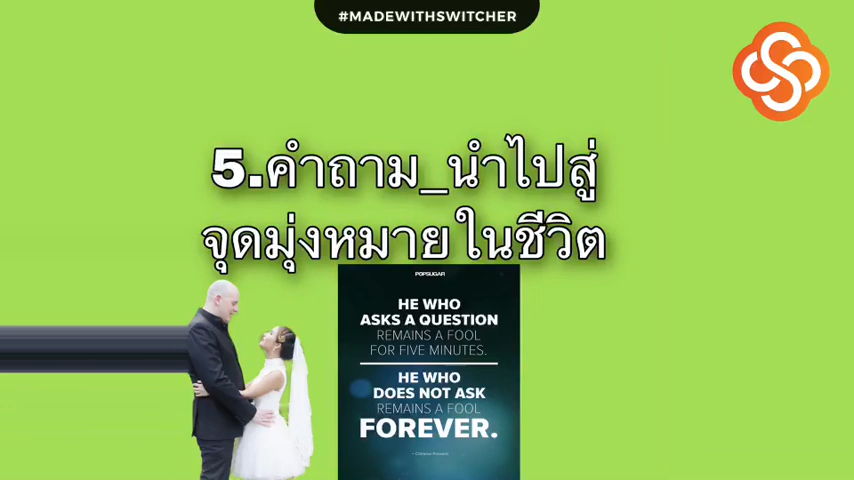 #MADEWITHSWITCHER
5.คำถาม_นำไปสู่
จุดมุ่งหมายในชีวิต
POPSUGAR
HE WHO
ASKS A QUESTION
REMAINS A FOOL
FOR FIVE MINUTES.
HE WHO
DOES NOT ASK
REMAINS A FOOL
FOREVER.
—Chinese Proverb